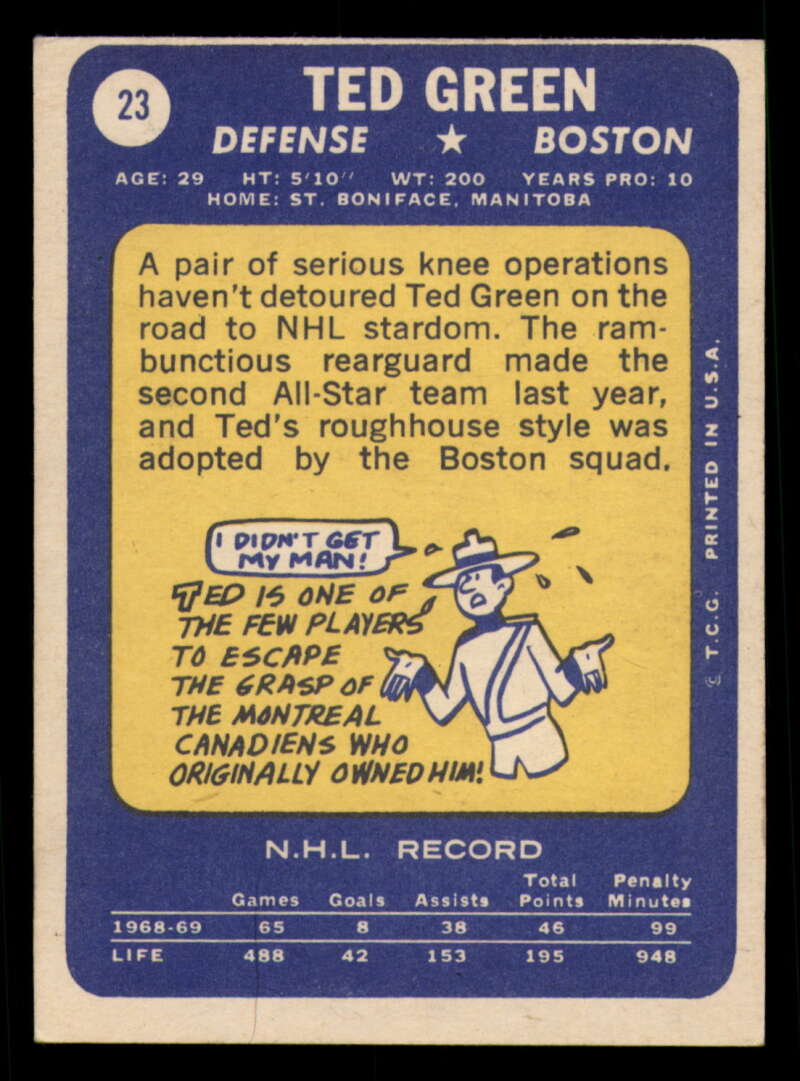 23
TED GREEN
DEFENSE ★ BOSTON
AGE: 29 HT: 5'10'' WT: 200 YEARS PRO: 10
HOME: ST. BONIFACE, MANITOBA
A pair of serious knee operations
haven't detoured Ted Green on the
road to NHL stardom. The ram-
bunctious rearguard made the
second All-Star team last year,
and Ted's roughhouse style was
adopted by the Boston squad.
I DIDN'T GET
MY MAN!
TED IS ONE OF
THE FEW PLAYERS
TO ESCAPE
THE GRASP OF
THE MONTREAL
CANADIENS WHO
ORIGINALLY OWNED HIM!
© T.C.G. PRINTED IN U.S.A.
N.H.L. RECORD
Total Penalty
Games Goals Assists Points Minutes
1968-69 65 8 38 46 99
LIFE 488 42 153 195 948